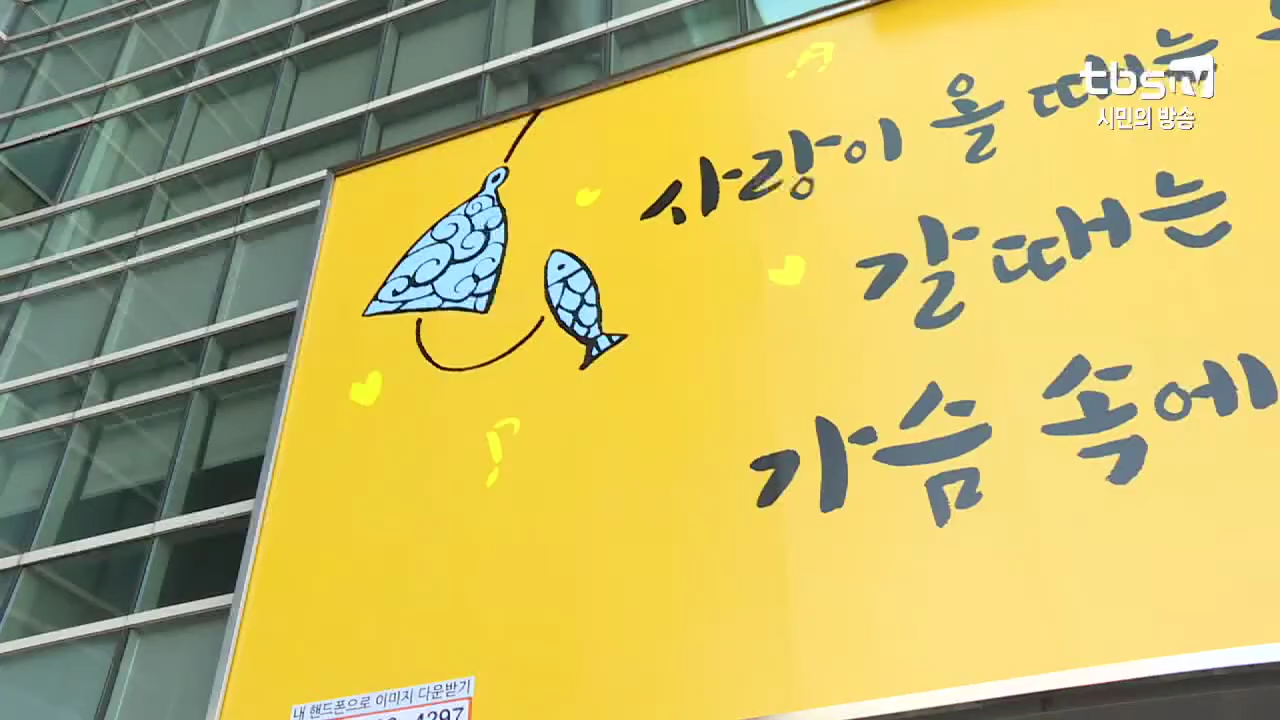 tbs TV
시민의 방송
사랑이 올 때는
갈때는
가슴 속에
내 핸드폰으로 이미지 다운받기
4297